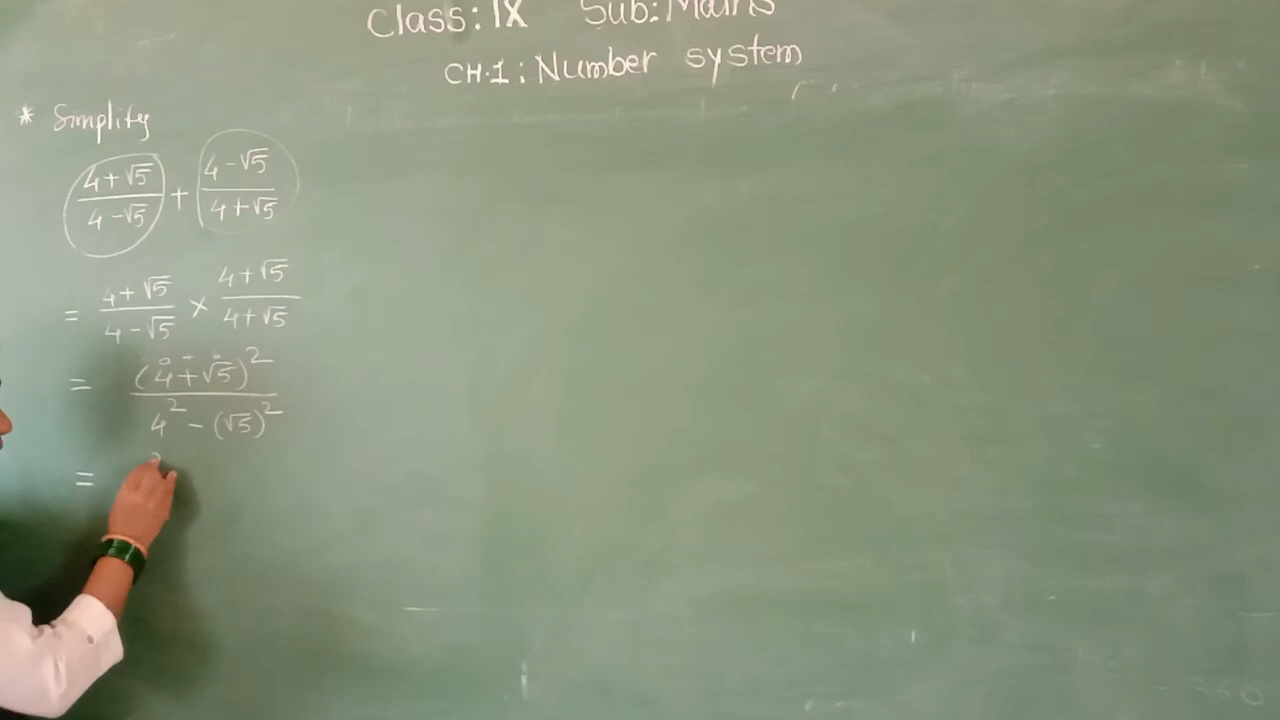 Class: IX Sub: Maths
CH.1: Number system
* Simplify
4+√5/4-√5 + 4-√5/4+√5
= 4+√5/4-√5 × 4+√5/4+√5
= (4+√5)²/4² - (√5)²
=